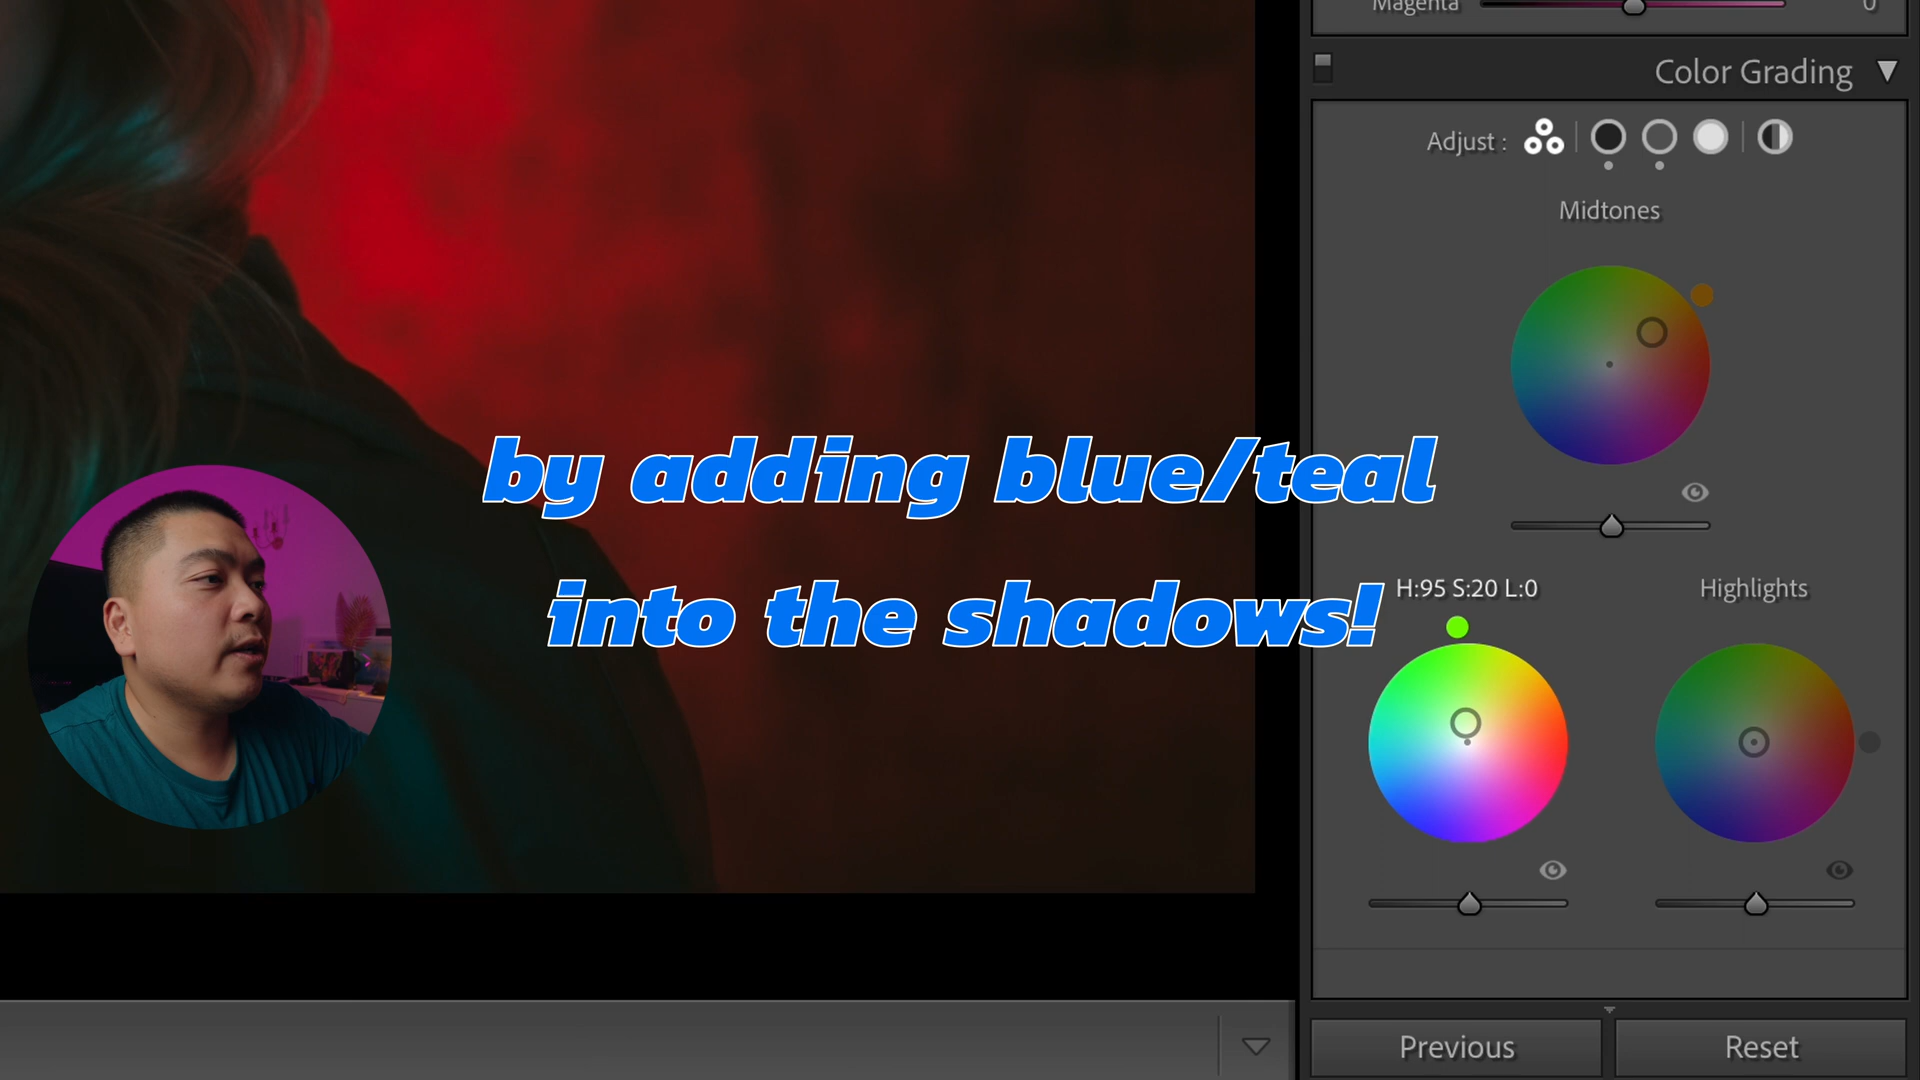 Magenta 0
Color Grading
Adjust :
Midtones
by adding blue/teal
into the shadows!
H:95 S:20 L:0
Highlights
Previous
Reset